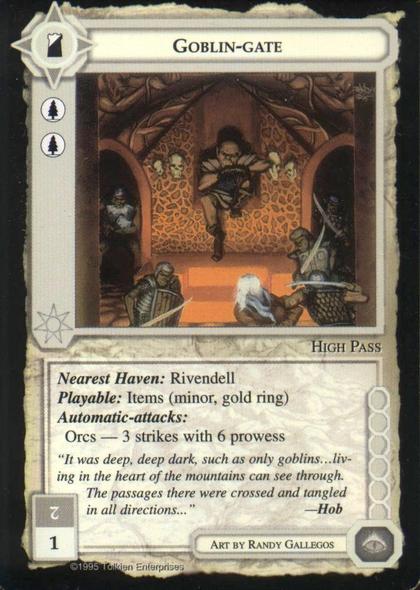 GOBLIN-GATE
HIGH PASS
Nearest Haven: Rivendell
Playable: Items (minor, gold ring)
Automatic-attacks:
Orcs — 3 strikes with 6 prowess
“It was deep, deep dark, such as only goblins…liv-
ing in the heart of the mountains can see through.
The passages there were crossed and tangled
in all directions...” —Hob
2
1
ART BY RANDY GALLEGOS
©1995 Tolkien Enterprises